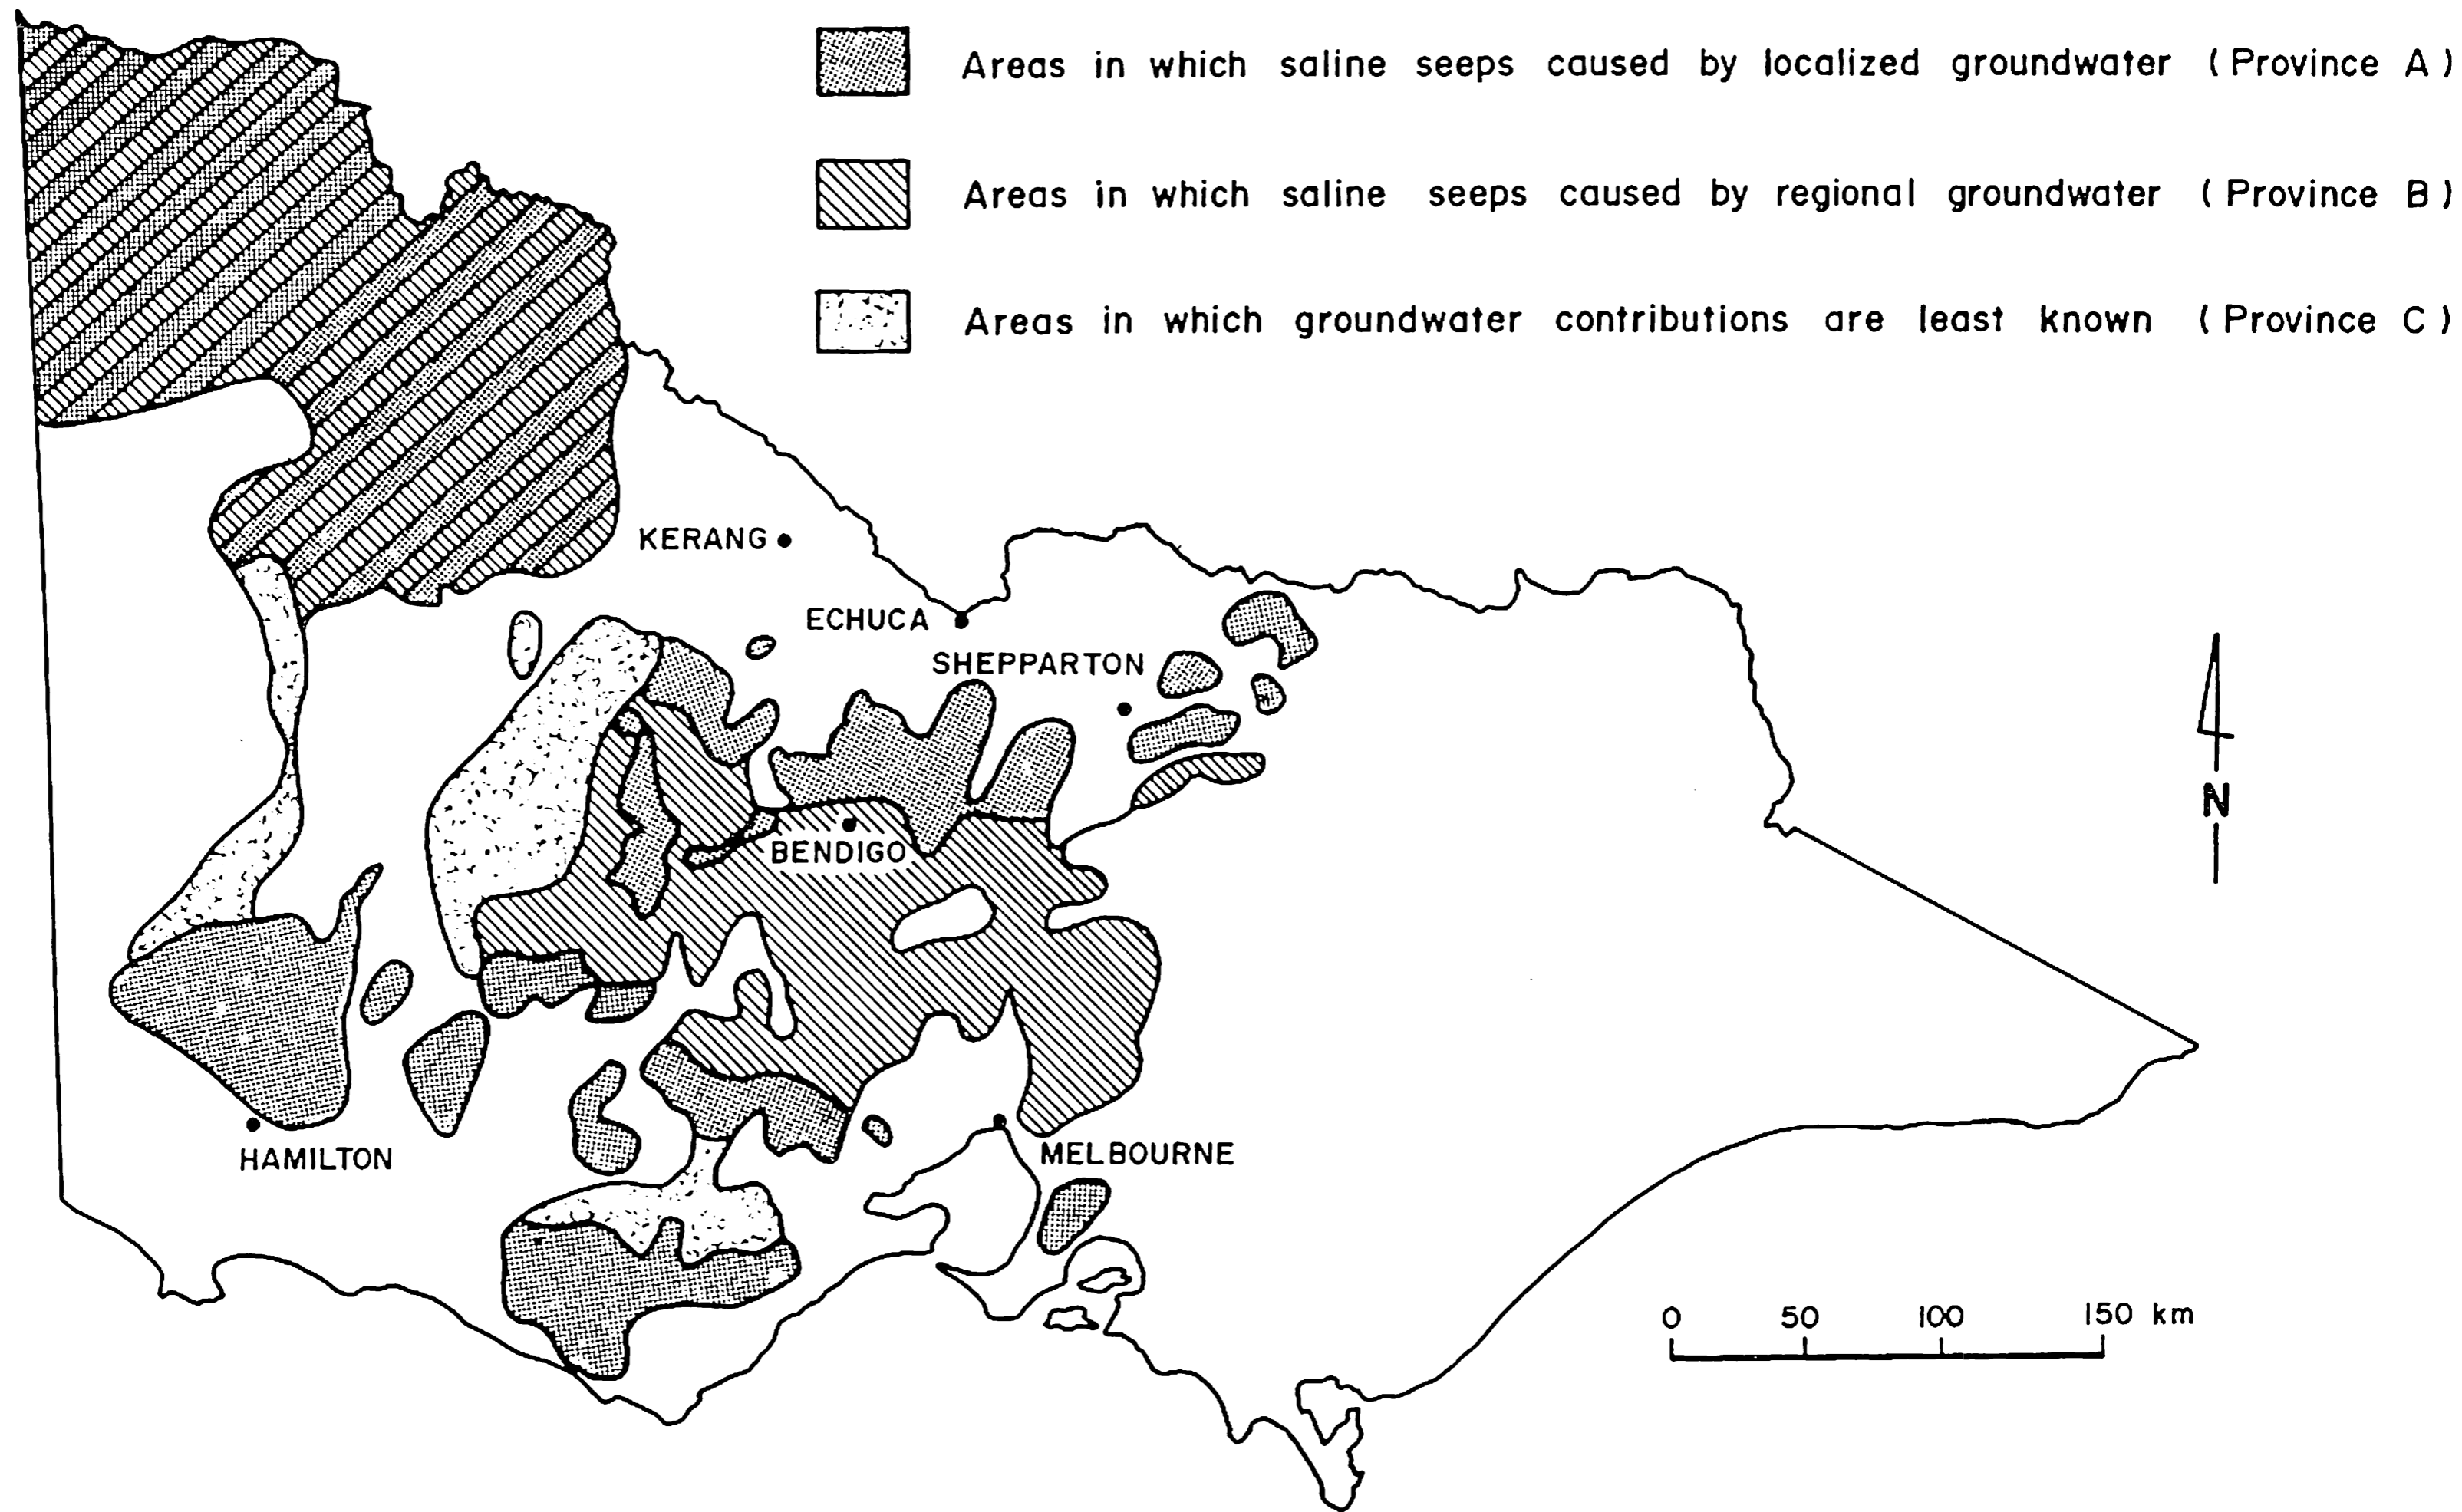 Areas in which saline seeps caused by localized groundwater (Province A)
Areas in which saline seeps caused by regional groundwater (Province B)
Areas in which groundwater contributions are least known (Province C)
KERANG
ECHUCA
SHEPPARTON
BENDIGO
N
HAMILTON
MELBOURNE
0 50 100 150 km